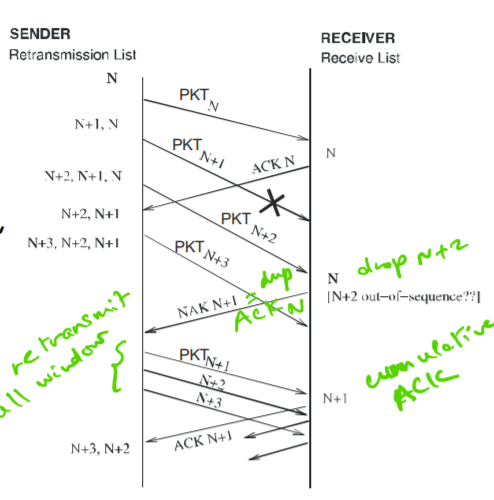 SENDER
Retransmission List
RECEIVER
Receive List
N
PKT N
N+1, N
PKT N+1
ACK N
N
N+2, N+1, N
N+2, N+1
PKT N+2
N+3, N+2, N+1
PKT N+3
drop N+2
N
[N+2 out-of-sequence??]
dup
ACK N
NAK N+1
retransmit
all window
PKT N+1
N+2
N+3
cumulative
ACK
N+1
ACK N+1
N+3, N+2